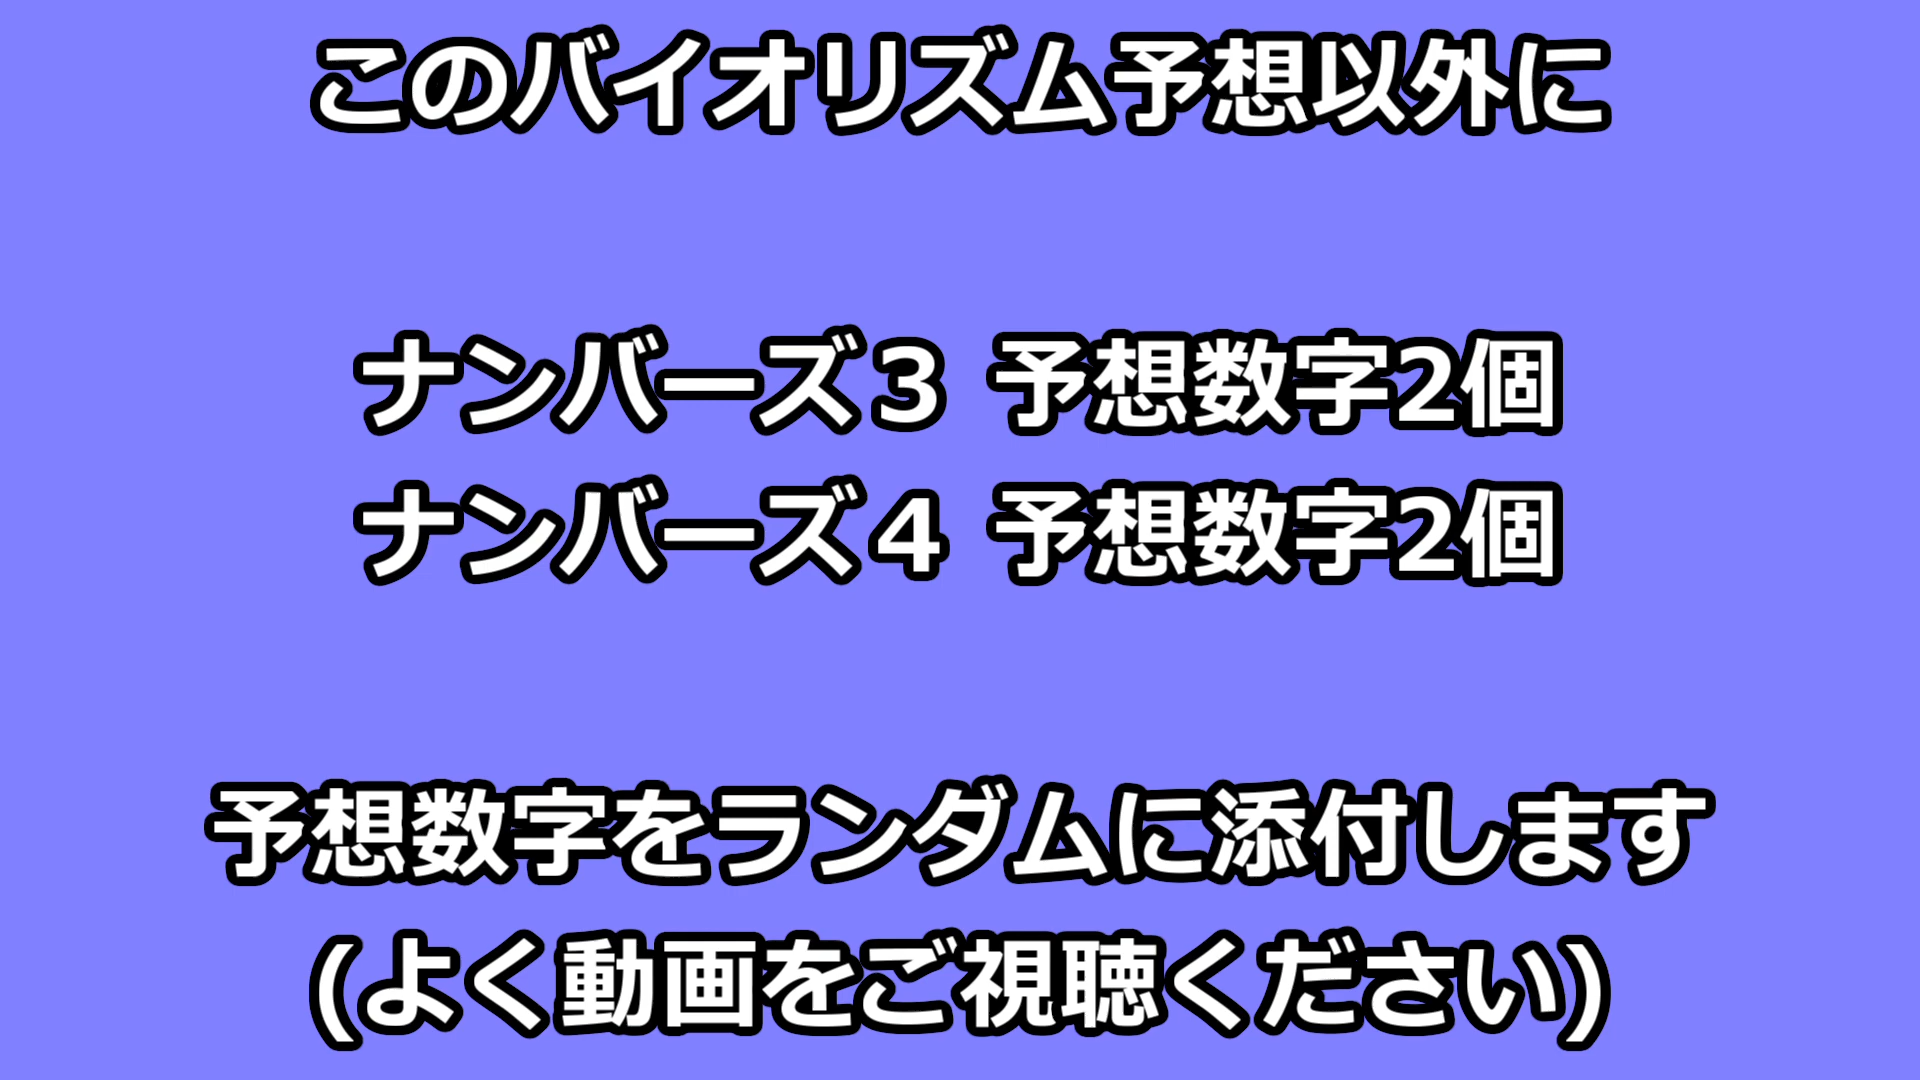 このバイオリズム予想以外に
ナンバーズ３ 予想数字2個
ナンバーズ４ 予想数字2個
予想数字をランダムに添付します
(よく動画をご視聴ください)